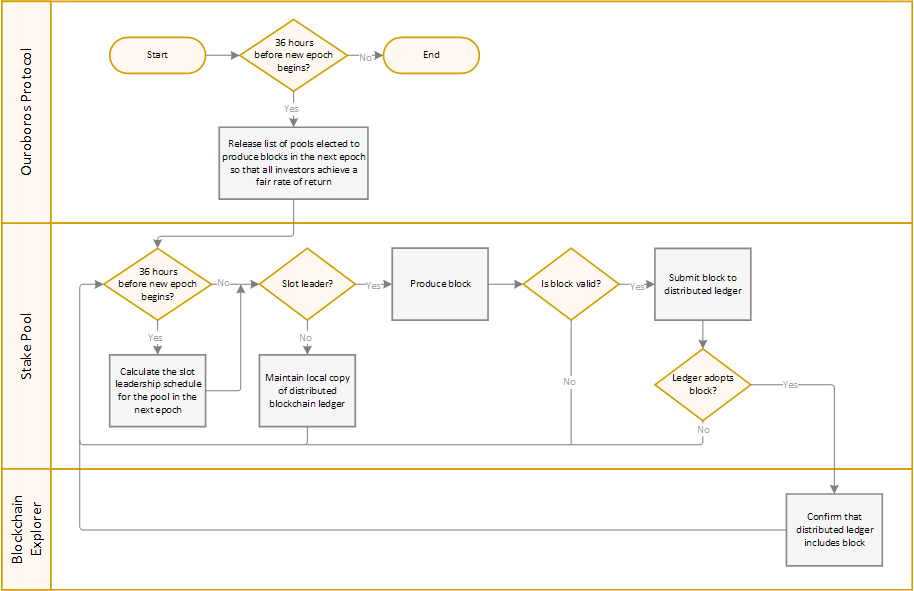 Ouroboros Protocol
Start
36 hours
before new epoch
begins?
No
End
Yes
Release list of pools elected to
produce blocks in the next epoch
so that all investors achieve a
fair rate of return
Stake Pool
36 hours
before new epoch
begins?
No
Slot leader?
Yes
Produce block
Is block valid?
Yes
Submit block to
distributed ledger
Yes
No
Calculate the slot
leadership schedule
for the pool in the
next epoch
Maintain local copy
of distributed
blockchain ledger
No
Ledger adopts
block?
Yes
No
Blockchain
Explorer
Confirm that
distributed ledger
includes block